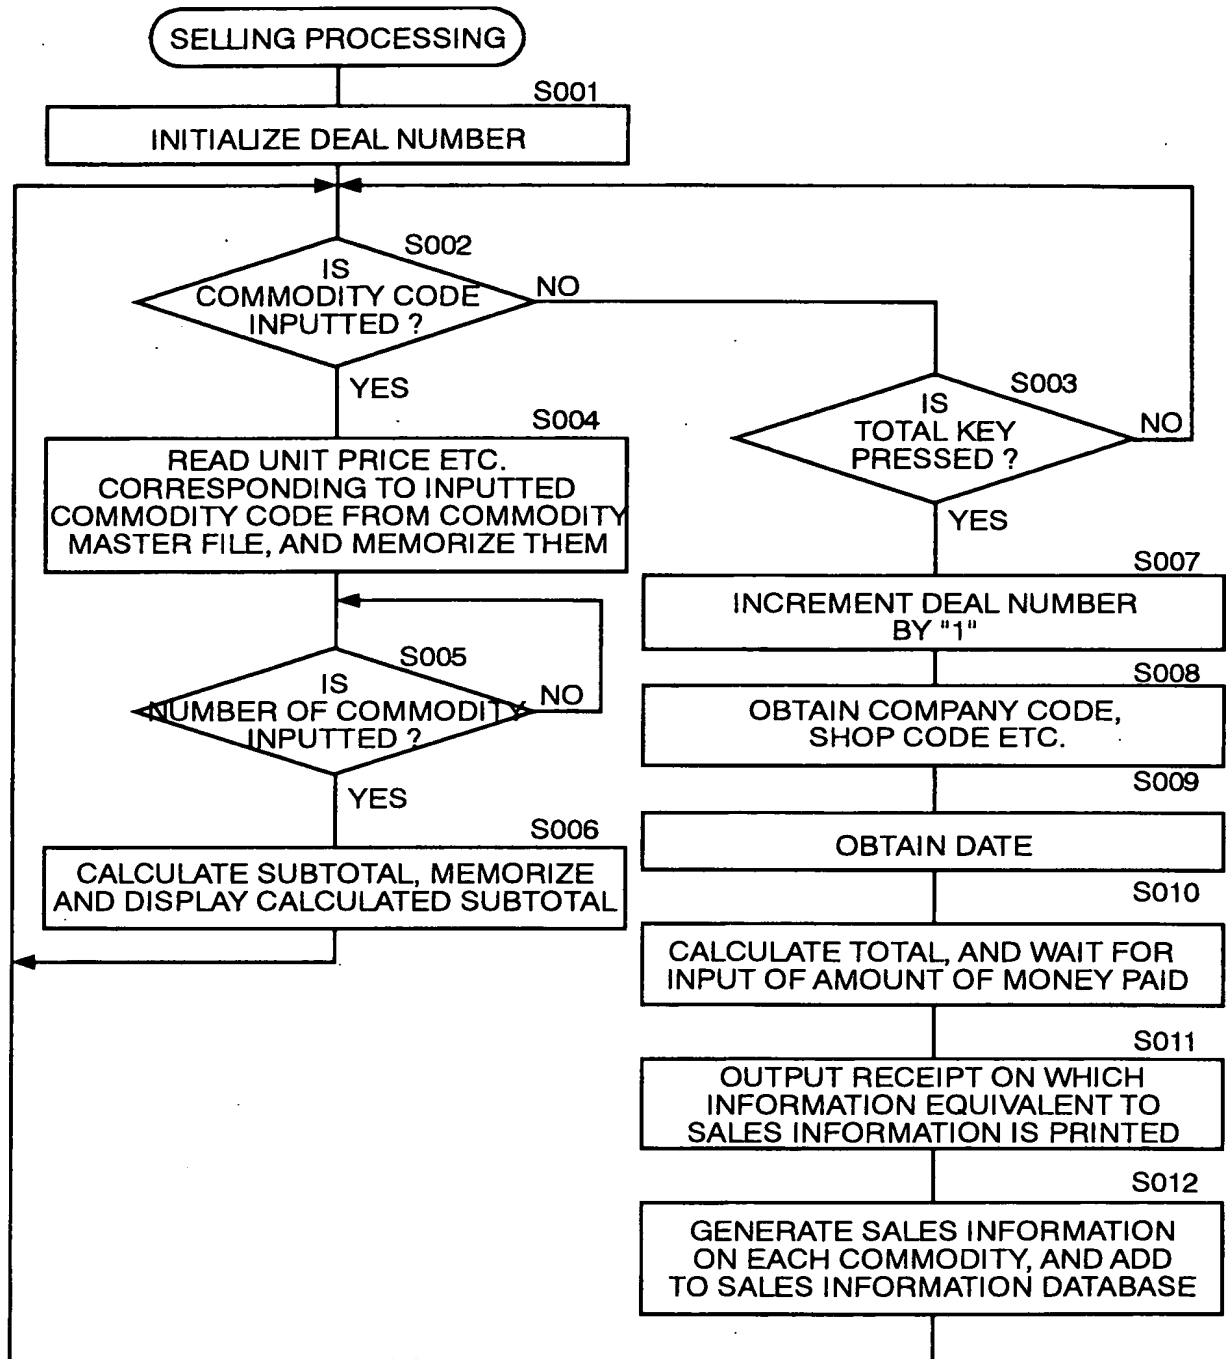 SELLING PROCESSING
S001
INITIALIZE DEAL NUMBER
S002
IS
COMMODITY CODE
INPUTTED ?
NO
YES
S003
IS
TOTAL KEY
PRESSED ?
NO
YES
S004
READ UNIT PRICE ETC.
CORRESPONDING TO INPUTTED
COMMODITY CODE FROM COMMODITY
MASTER FILE, AND MEMORIZE THEM
S005
IS
NUMBER OF COMMODITY
INPUTTED ?
NO
YES
S006
CALCULATE SUBTOTAL, MEMORIZE
AND DISPLAY CALCULATED SUBTOTAL
S007
INCREMENT DEAL NUMBER
BY "1"
S008
OBTAIN COMPANY CODE,
SHOP CODE ETC.
S009
OBTAIN DATE
S010
CALCULATE TOTAL, AND WAIT FOR
INPUT OF AMOUNT OF MONEY PAID
S011
OUTPUT RECEIPT ON WHICH
INFORMATION EQUIVALENT TO
SALES INFORMATION IS PRINTED
S012
GENERATE SALES INFORMATION
ON EACH COMMODITY, AND ADD
TO SALES INFORMATION DATABASE